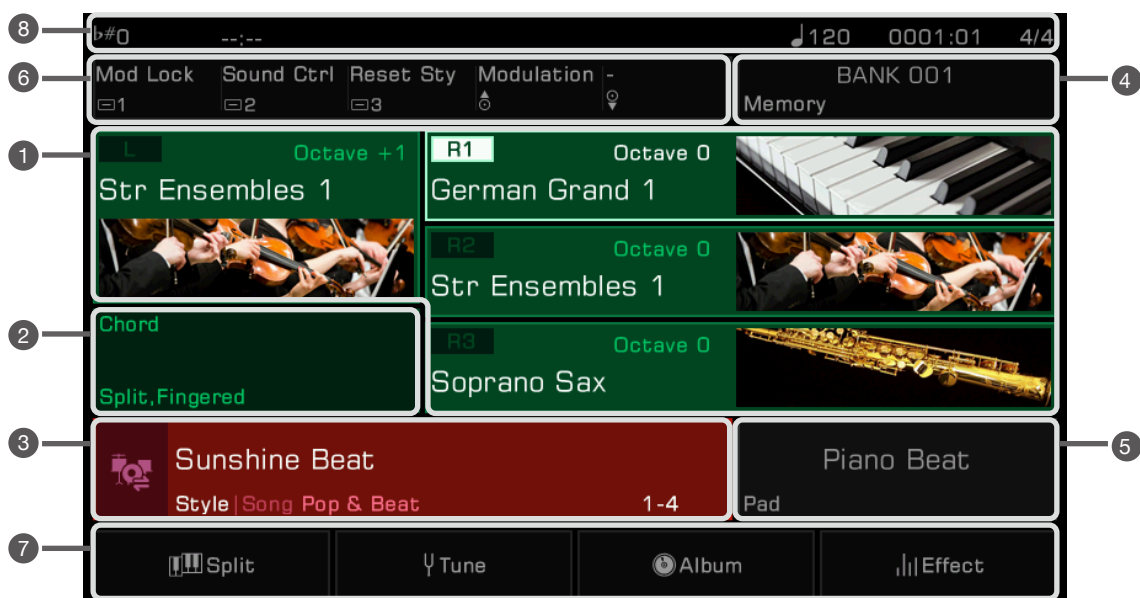 8
♭#0 --:-- ♩120 0001:01 4/4
6
Mod Lock Sound Ctrl Reset Sty Modulation -
1 2 3
BANK 001
Memory
4
1
L Octave +1
Str Ensembles 1
R1 Octave 0
German Grand 1
R2 Octave 0
Str Ensembles 1
R3 Octave 0
Soprano Sax
2
Chord
Split,Fingered
3
Sunshine Beat
Style|Song Pop & Beat 1-4
Piano Beat
Pad
5
7
Split Tune Album Effect